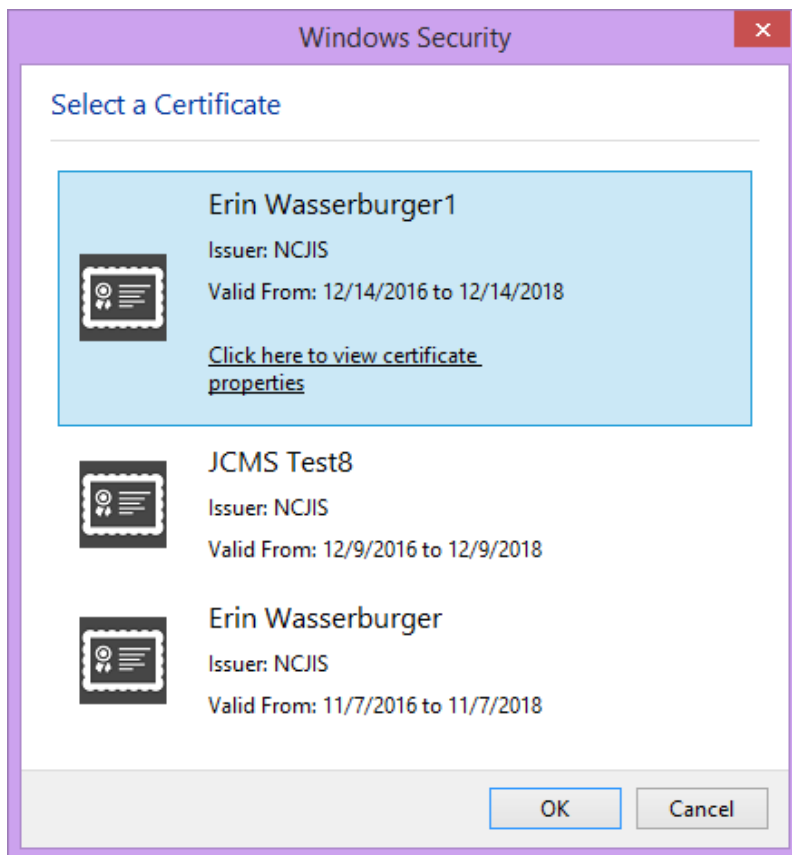 Windows Security
Select a Certificate
Erin Wasserburger1
Issuer: NCJIS
Valid From: 12/14/2016 to 12/14/2018
Click here to view certificate
properties
JCMS Test8
Issuer: NCJIS
Valid From: 12/9/2016 to 12/9/2018
Erin Wasserburger
Issuer: NCJIS
Valid From: 11/7/2016 to 11/7/2018
OK Cancel